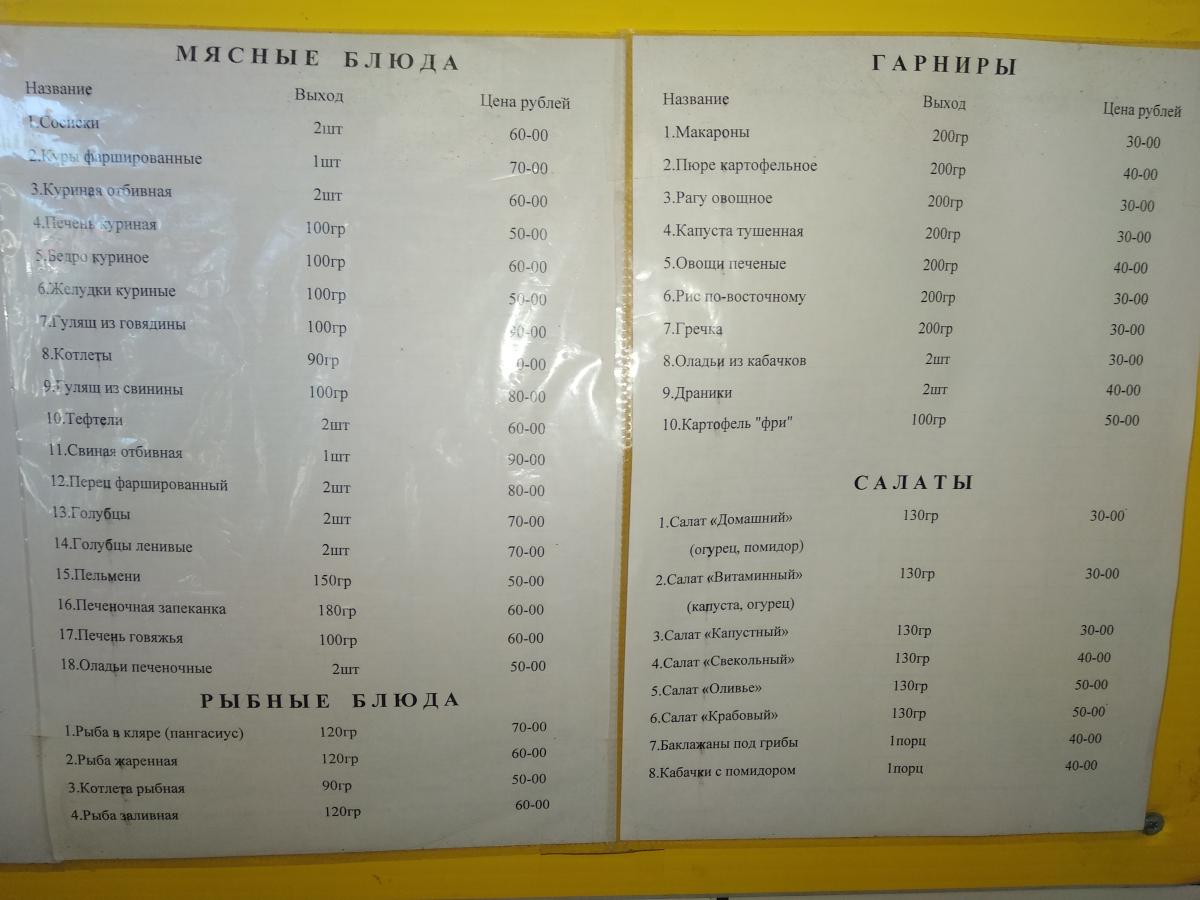 МЯСНЫЕ БЛЮДА
Название Выход Цена рублей
1.Сосиски 2шт 60-00
2.Куры фаршированные 1шт 70-00
3.Куриная отбивная 2шт 60-00
4.Печень куриная 100гр 50-00
5.Бедро куриное 100гр 60-00
6.Желудки куриные 100гр 50-00
7.Гулящ из говядины 100гр
8.Котлеты 90гр
9.Гулящ из свинины 100гр 80-00
10.Тефтели 2шт 60-00
11.Свиная отбивная 1шт 90-00
12.Перец фаршированный 2шт 80-00
13.Голубцы 2шт 70-00
14.Голубцы ленивые 2шт 70-00
15.Пельмени 150гр 50-00
16.Печеночная запеканка 180гр 60-00
17.Печень говяжья 100гр 60-00
18.Оладьи печеночные 2шт 50-00
РЫБНЫЕ БЛЮДА
1.Рыба в кляре (пангасиус) 120гр 70-00
2.Рыба жаренная 120гр 60-00
3.Котлета рыбная 90гр 50-00
4.Рыба заливная 120гр 60-00
ГАРНИРЫ
Название Выход Цена рублей
1.Макароны 200гр 30-00
2.Пюре картофельное 200гр 40-00
3.Рагу овощное 200гр 30-00
4.Капуста тушенная 200гр 30-00
5.Овощи печеные 200гр 40-00
6.Рис по-восточному 200гр 30-00
7.Гречка 200гр 30-00
8.Оладьи из кабачков 2шт 30-00
9.Драники 2шт 40-00
10.Картофель "фри" 100гр 50-00
САЛАТЫ
1.Салат «Домашний» 130гр 30-00
(огурец, помидор)
2.Салат «Витаминный» 130гр 30-00
(капуста, огурец)
3.Салат «Капустный» 130гр 30-00
4.Салат «Свекольный» 130гр 40-00
5.Салат «Оливье» 130гр 50-00
6.Салат «Крабовый» 130гр 50-00
7.Баклажаны под грибы 1порц 40-00
8.Кабачки с помидором 1порц 40-00